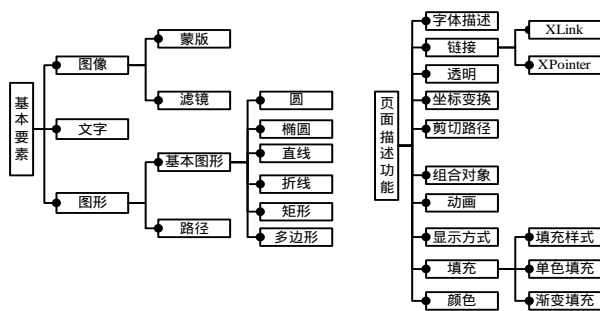 基本要素
图像
蒙版
滤镜
文字
图形
基本图形
圆
椭圆
直线
折线
矩形
多边形
路径
页面描述功能
字体描述
链接
XLink
XPointer
透明
坐标变换
剪切路径
组合对象
动画
显示方式
填充
填充样式
单色填充
渐变填充
颜色